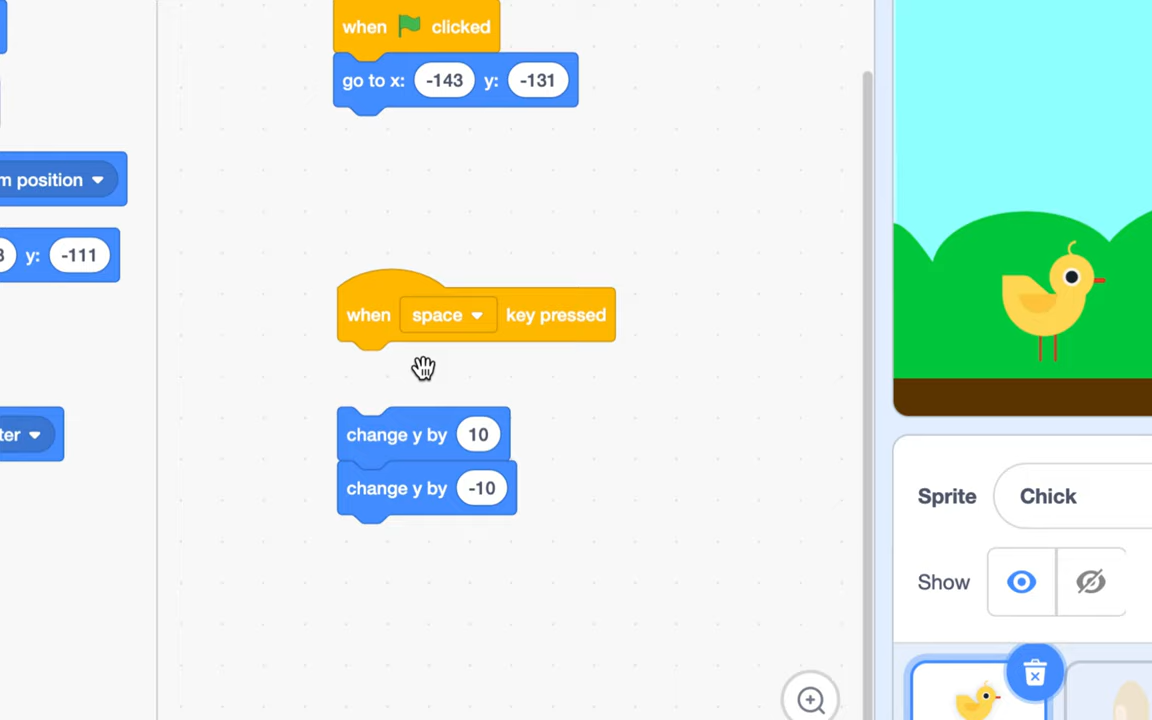 when clicked
go to x: -143 y: -131
m position
3 y: -111
when space key pressed
ter
change y by 10
change y by -10
Sprite Chick
Show